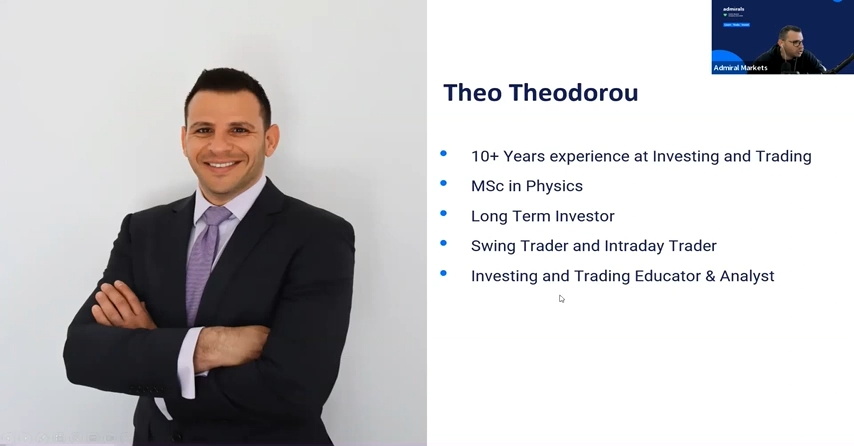 admirals
Admiral Markets
Theo Theodorou
10+ Years experience at Investing and Trading
MSc in Physics
Long Term Investor
Swing Trader and Intraday Trader
Investing and Trading Educator & Analyst